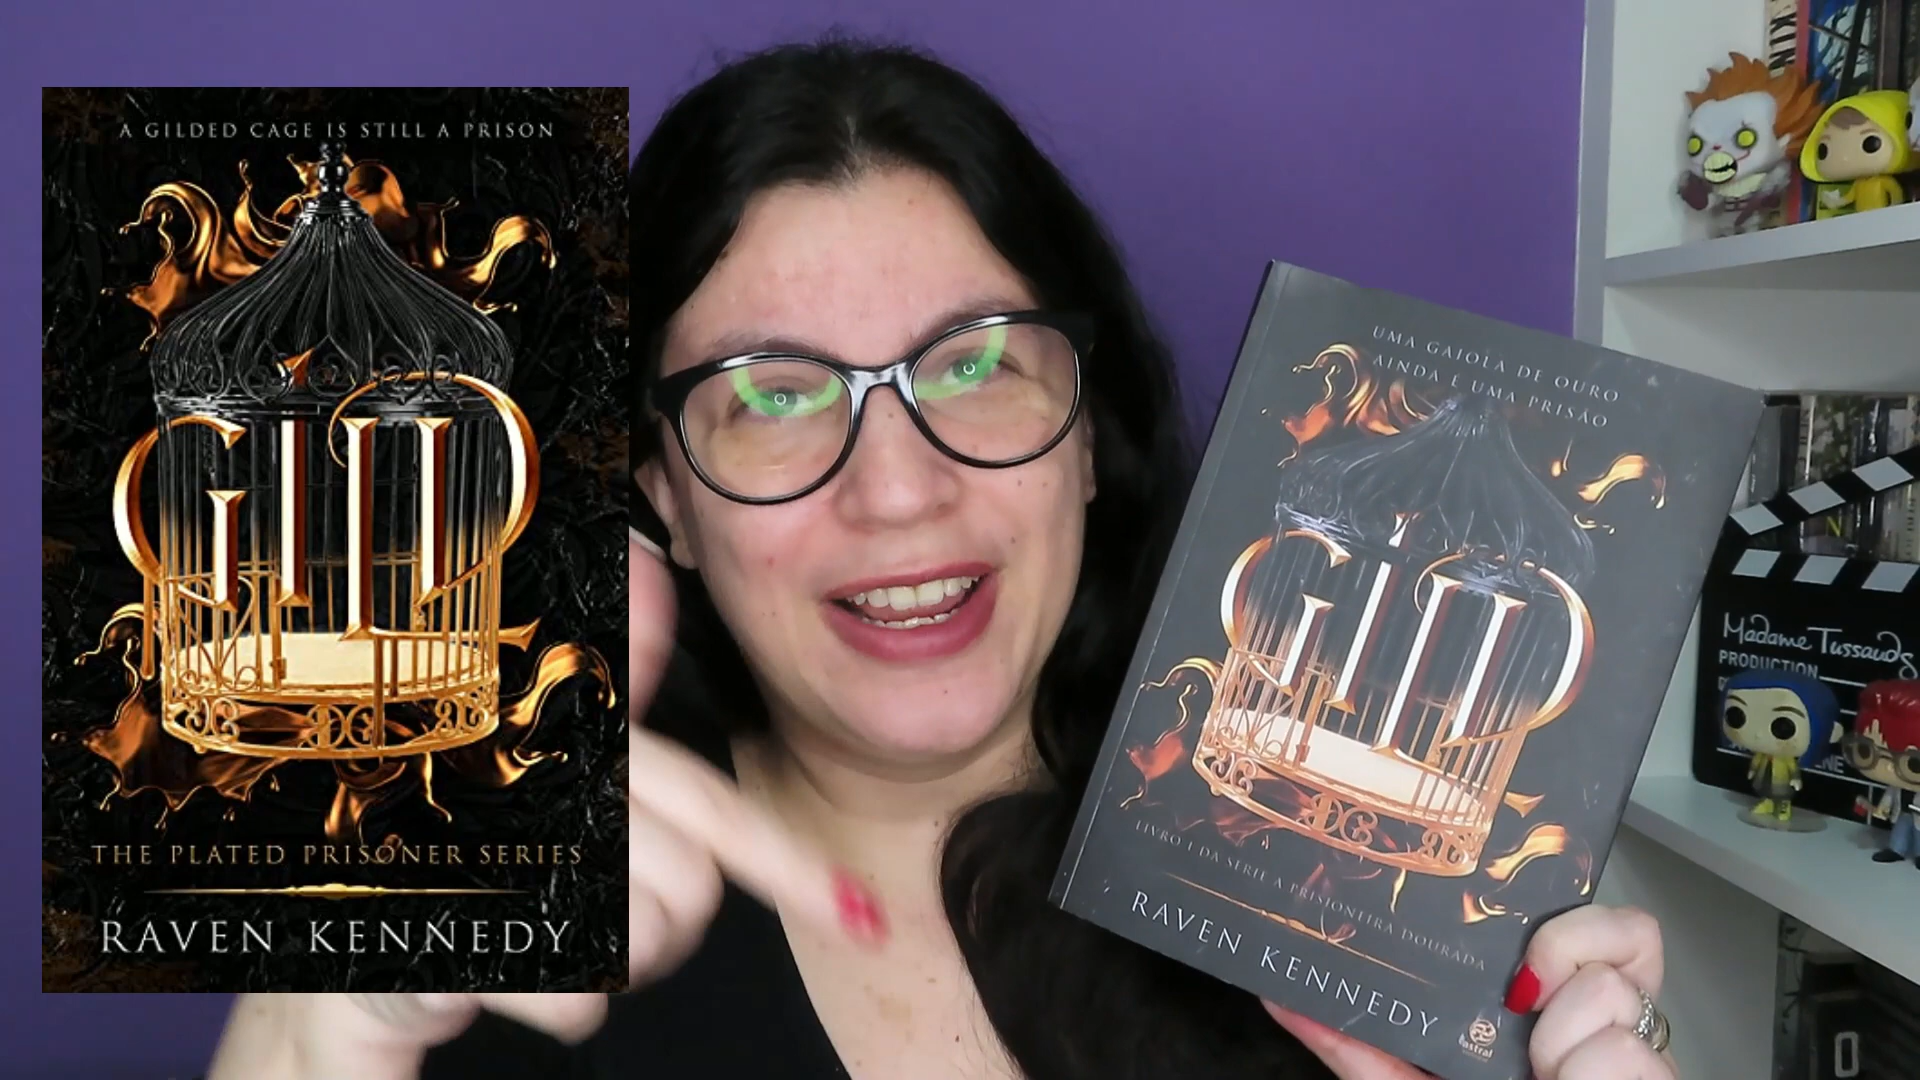 A GILDED CAGE IS STILL A PRISON
GILD
THE PLATED PRISONER SERIES
RAVEN KENNEDY
UMA GAIOLA DE OURO
AINDA É UMA PRISÃO
GILD
LIVRO 1 DA SÉRIE A PRISIONEIRA DOURADA
RAVEN KENNEDY
astral
KIN
Madame Tussauds
PRODUCTION